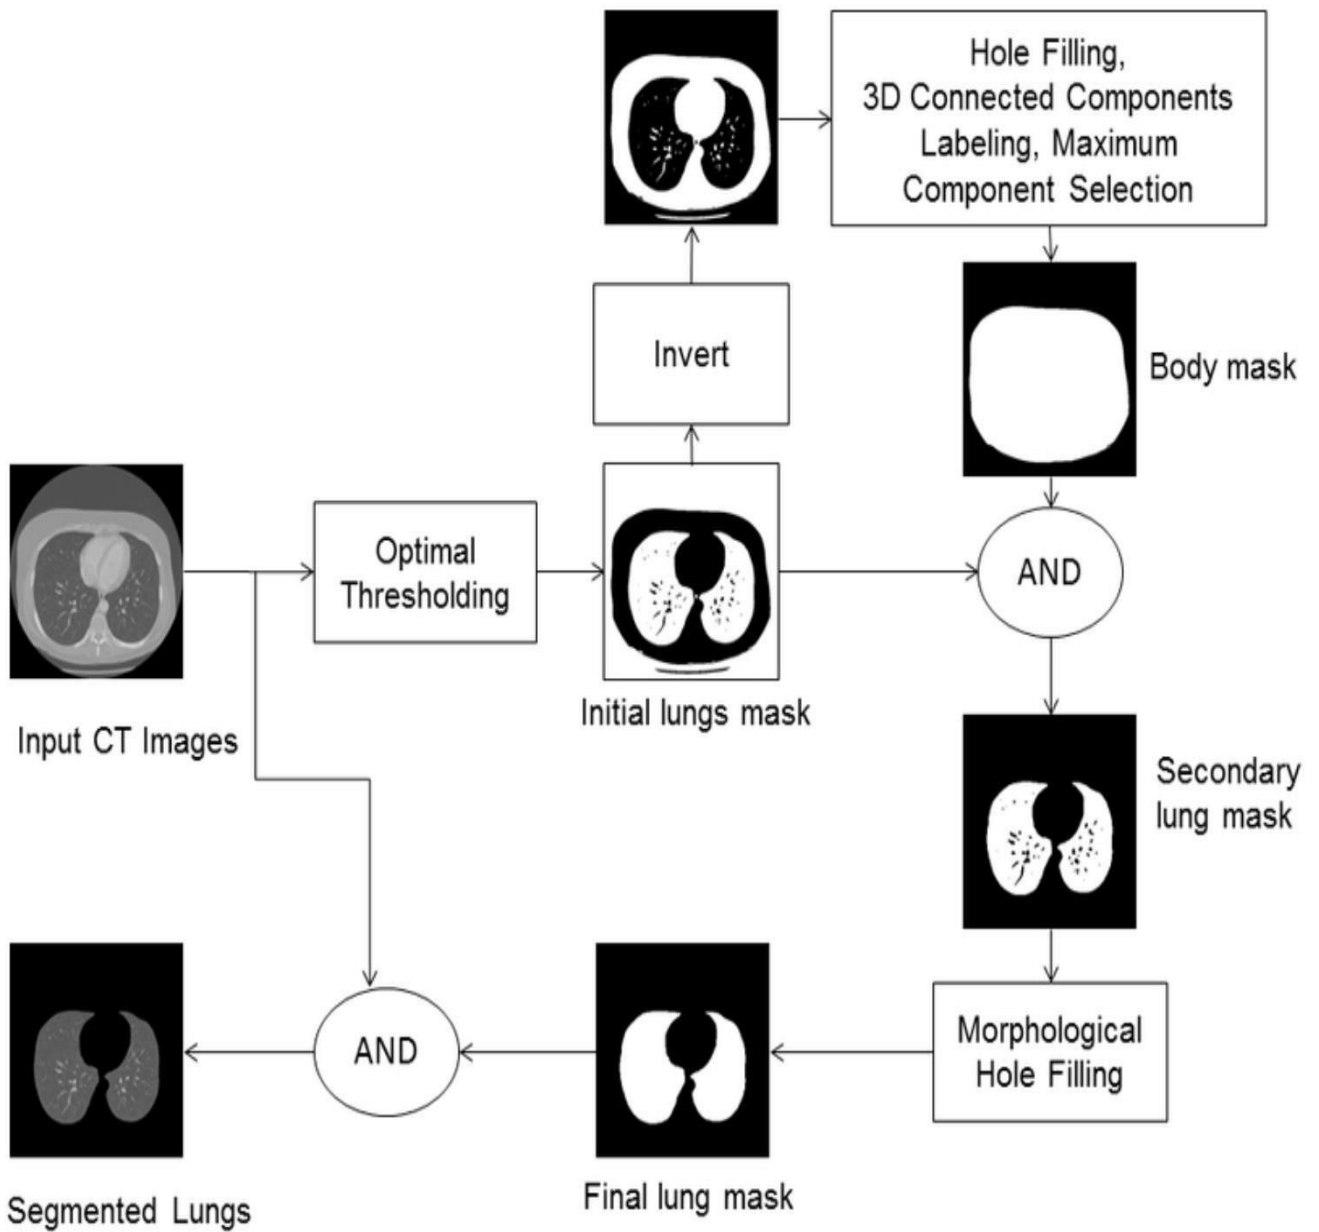 Hole Filling,
3D Connected Components
Labeling, Maximum
Component Selection
Invert
Body mask
Optimal
Thresholding
AND
Initial lungs mask
Input CT Images
Secondary
lung mask
Morphological
Hole Filling
AND
Final lung mask
Segmented Lungs